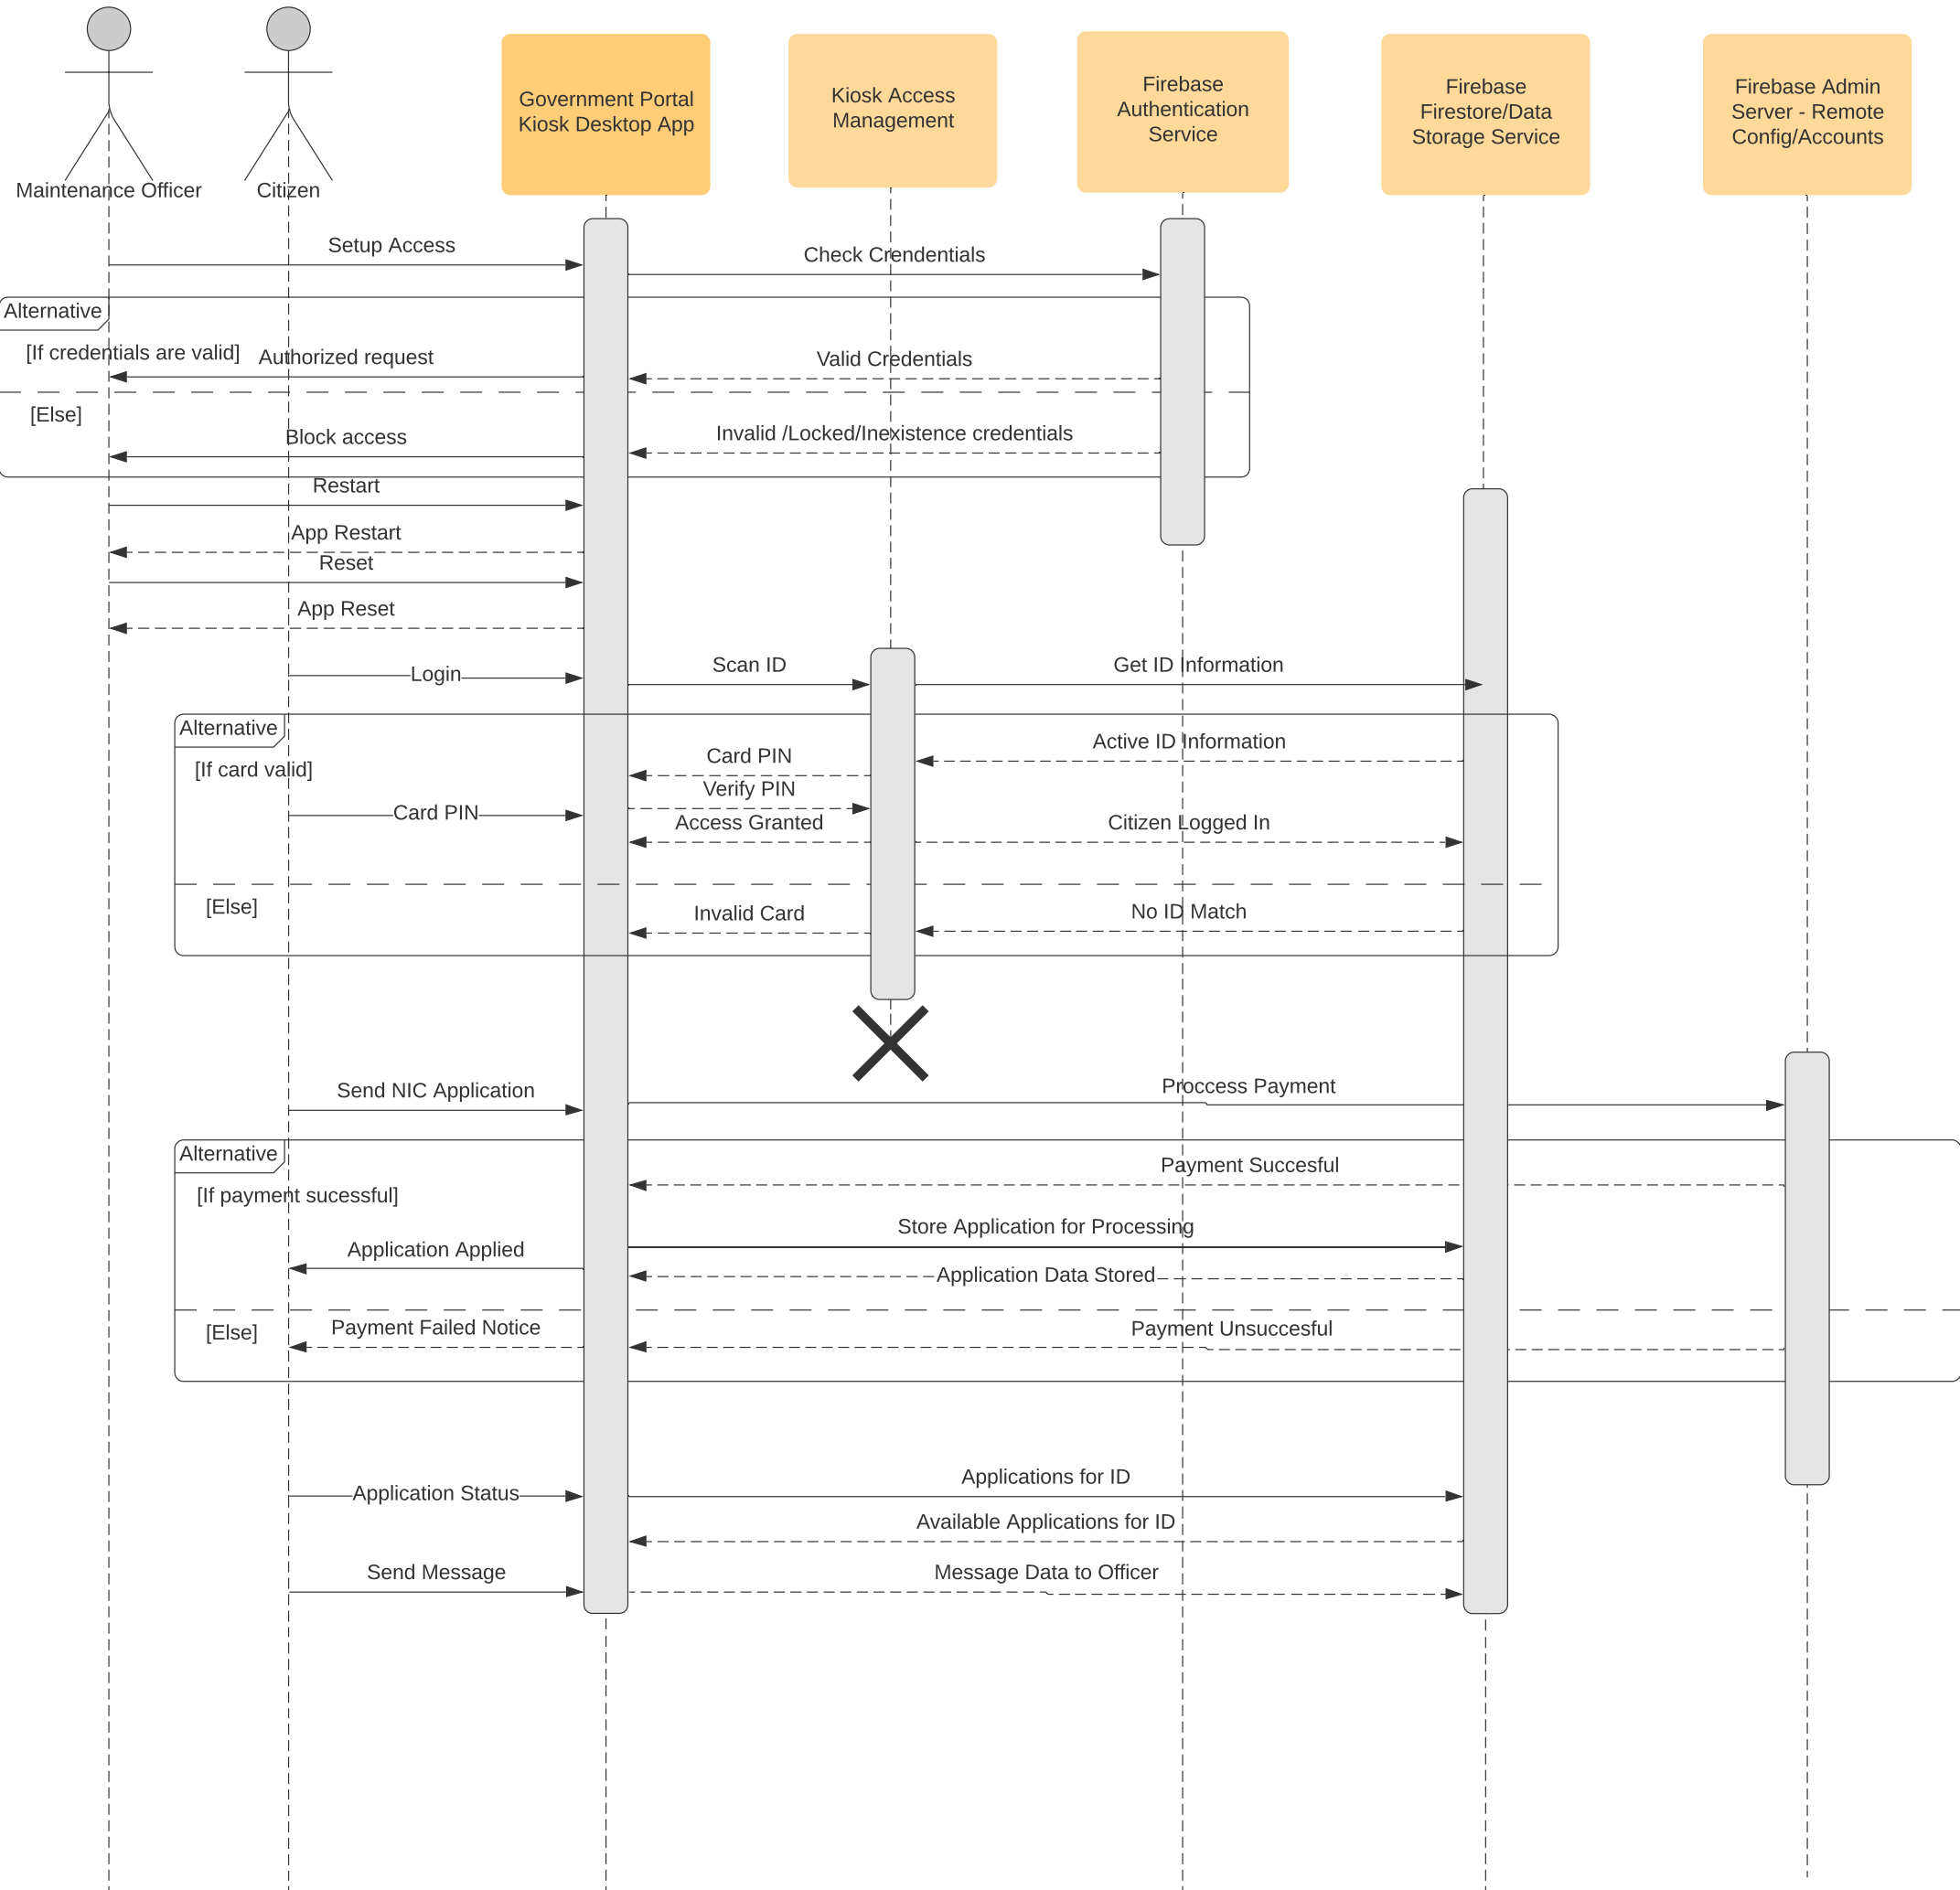 Maintenance Officer
Citizen
Government Portal
Kiosk Desktop App
Kiosk Access
Management
Firebase
Authentication
Service
Firebase
Firestore/Data
Storage Service
Firebase Admin
Server - Remote
Config/Accounts
Setup Access
Check Crendentials
Alternative
[If credentials are valid]
Authorized request
Valid Credentials
[Else]
Block access
Invalid /Locked/Inexistence credentials
Restart
App Restart
Reset
App Reset
Login
Scan ID
Get ID Information
Alternative
[If card valid]
Card PIN
Active ID Information
Verify PIN
Card PIN
Access Granted
Citizen Logged In
[Else]
Invalid Card
No ID Match
Send NIC Application
Proccess Payment
Alternative
[If payment sucessful]
Payment Succesful
Store Application for Processing
Application Applied
Application Data Stored
[Else]
Payment Failed Notice
Payment Unsuccesful
Application Status
Applications for ID
Available Applications for ID
Send Message
Message Data to Officer